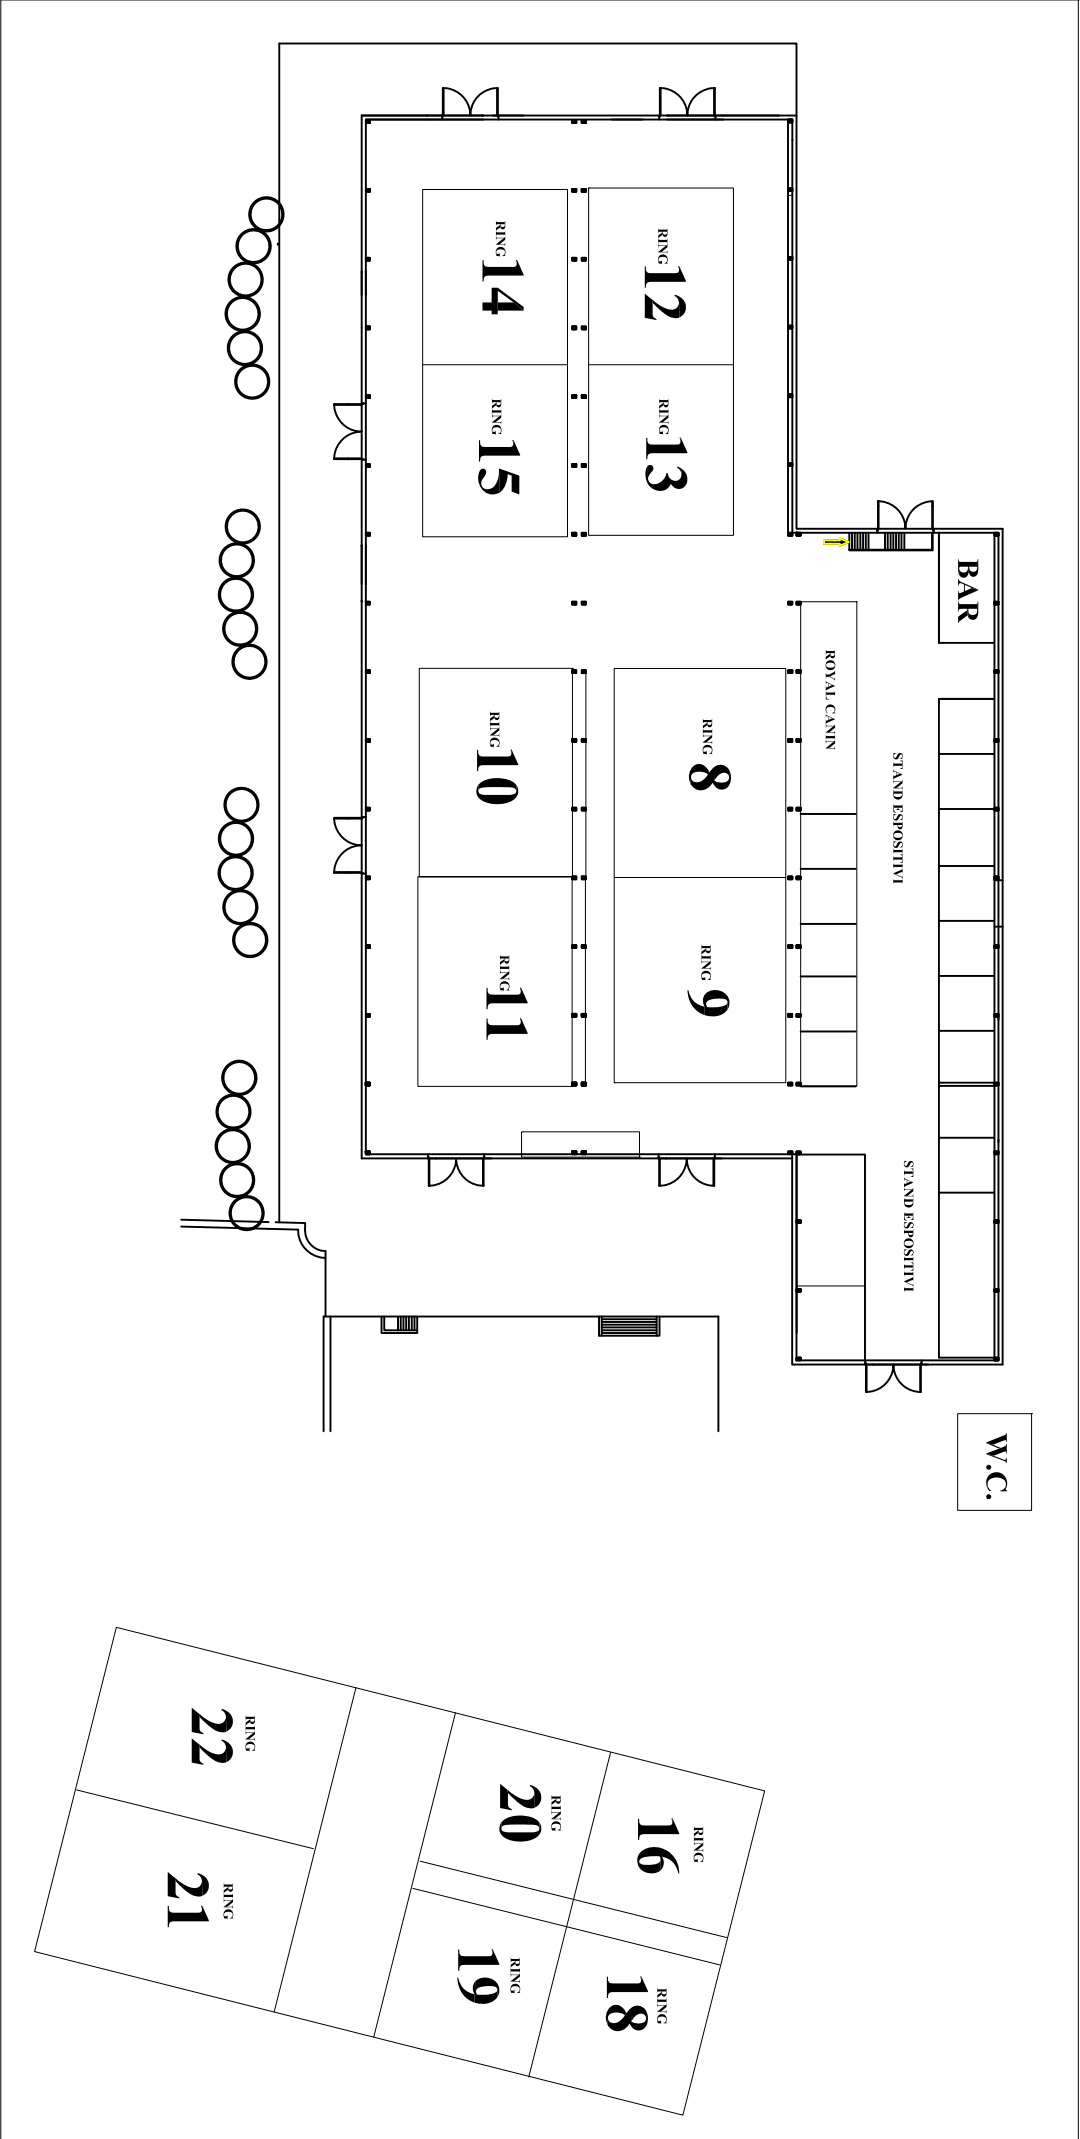 BAR
ROYAL CANIN
STAND ESPOSITIVI
STAND ESPOSITIVI
W.C.
RING 12
RING 13
RING 8
RING 9
RING 14
RING 15
RING 10
RING 11
RING
16
RING
18
RING
20
RING
19
RING
22
RING
21